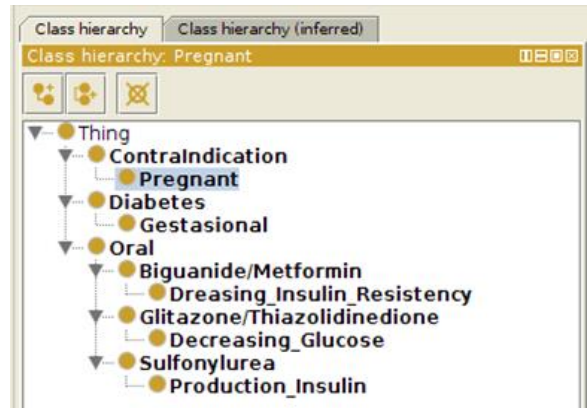 Class hierarchy Class hierarchy (inferred)
Class hierarchy: Pregnant
Thing
ContraIndication
Pregnant
Diabetes
Gestasional
Oral
Biguanide/Metformin
Dreasing_Insulin_Resistency
Glitazone/Thiazolidinedione
Decreasing_Glucose
Sulfonylurea
Production_Insulin